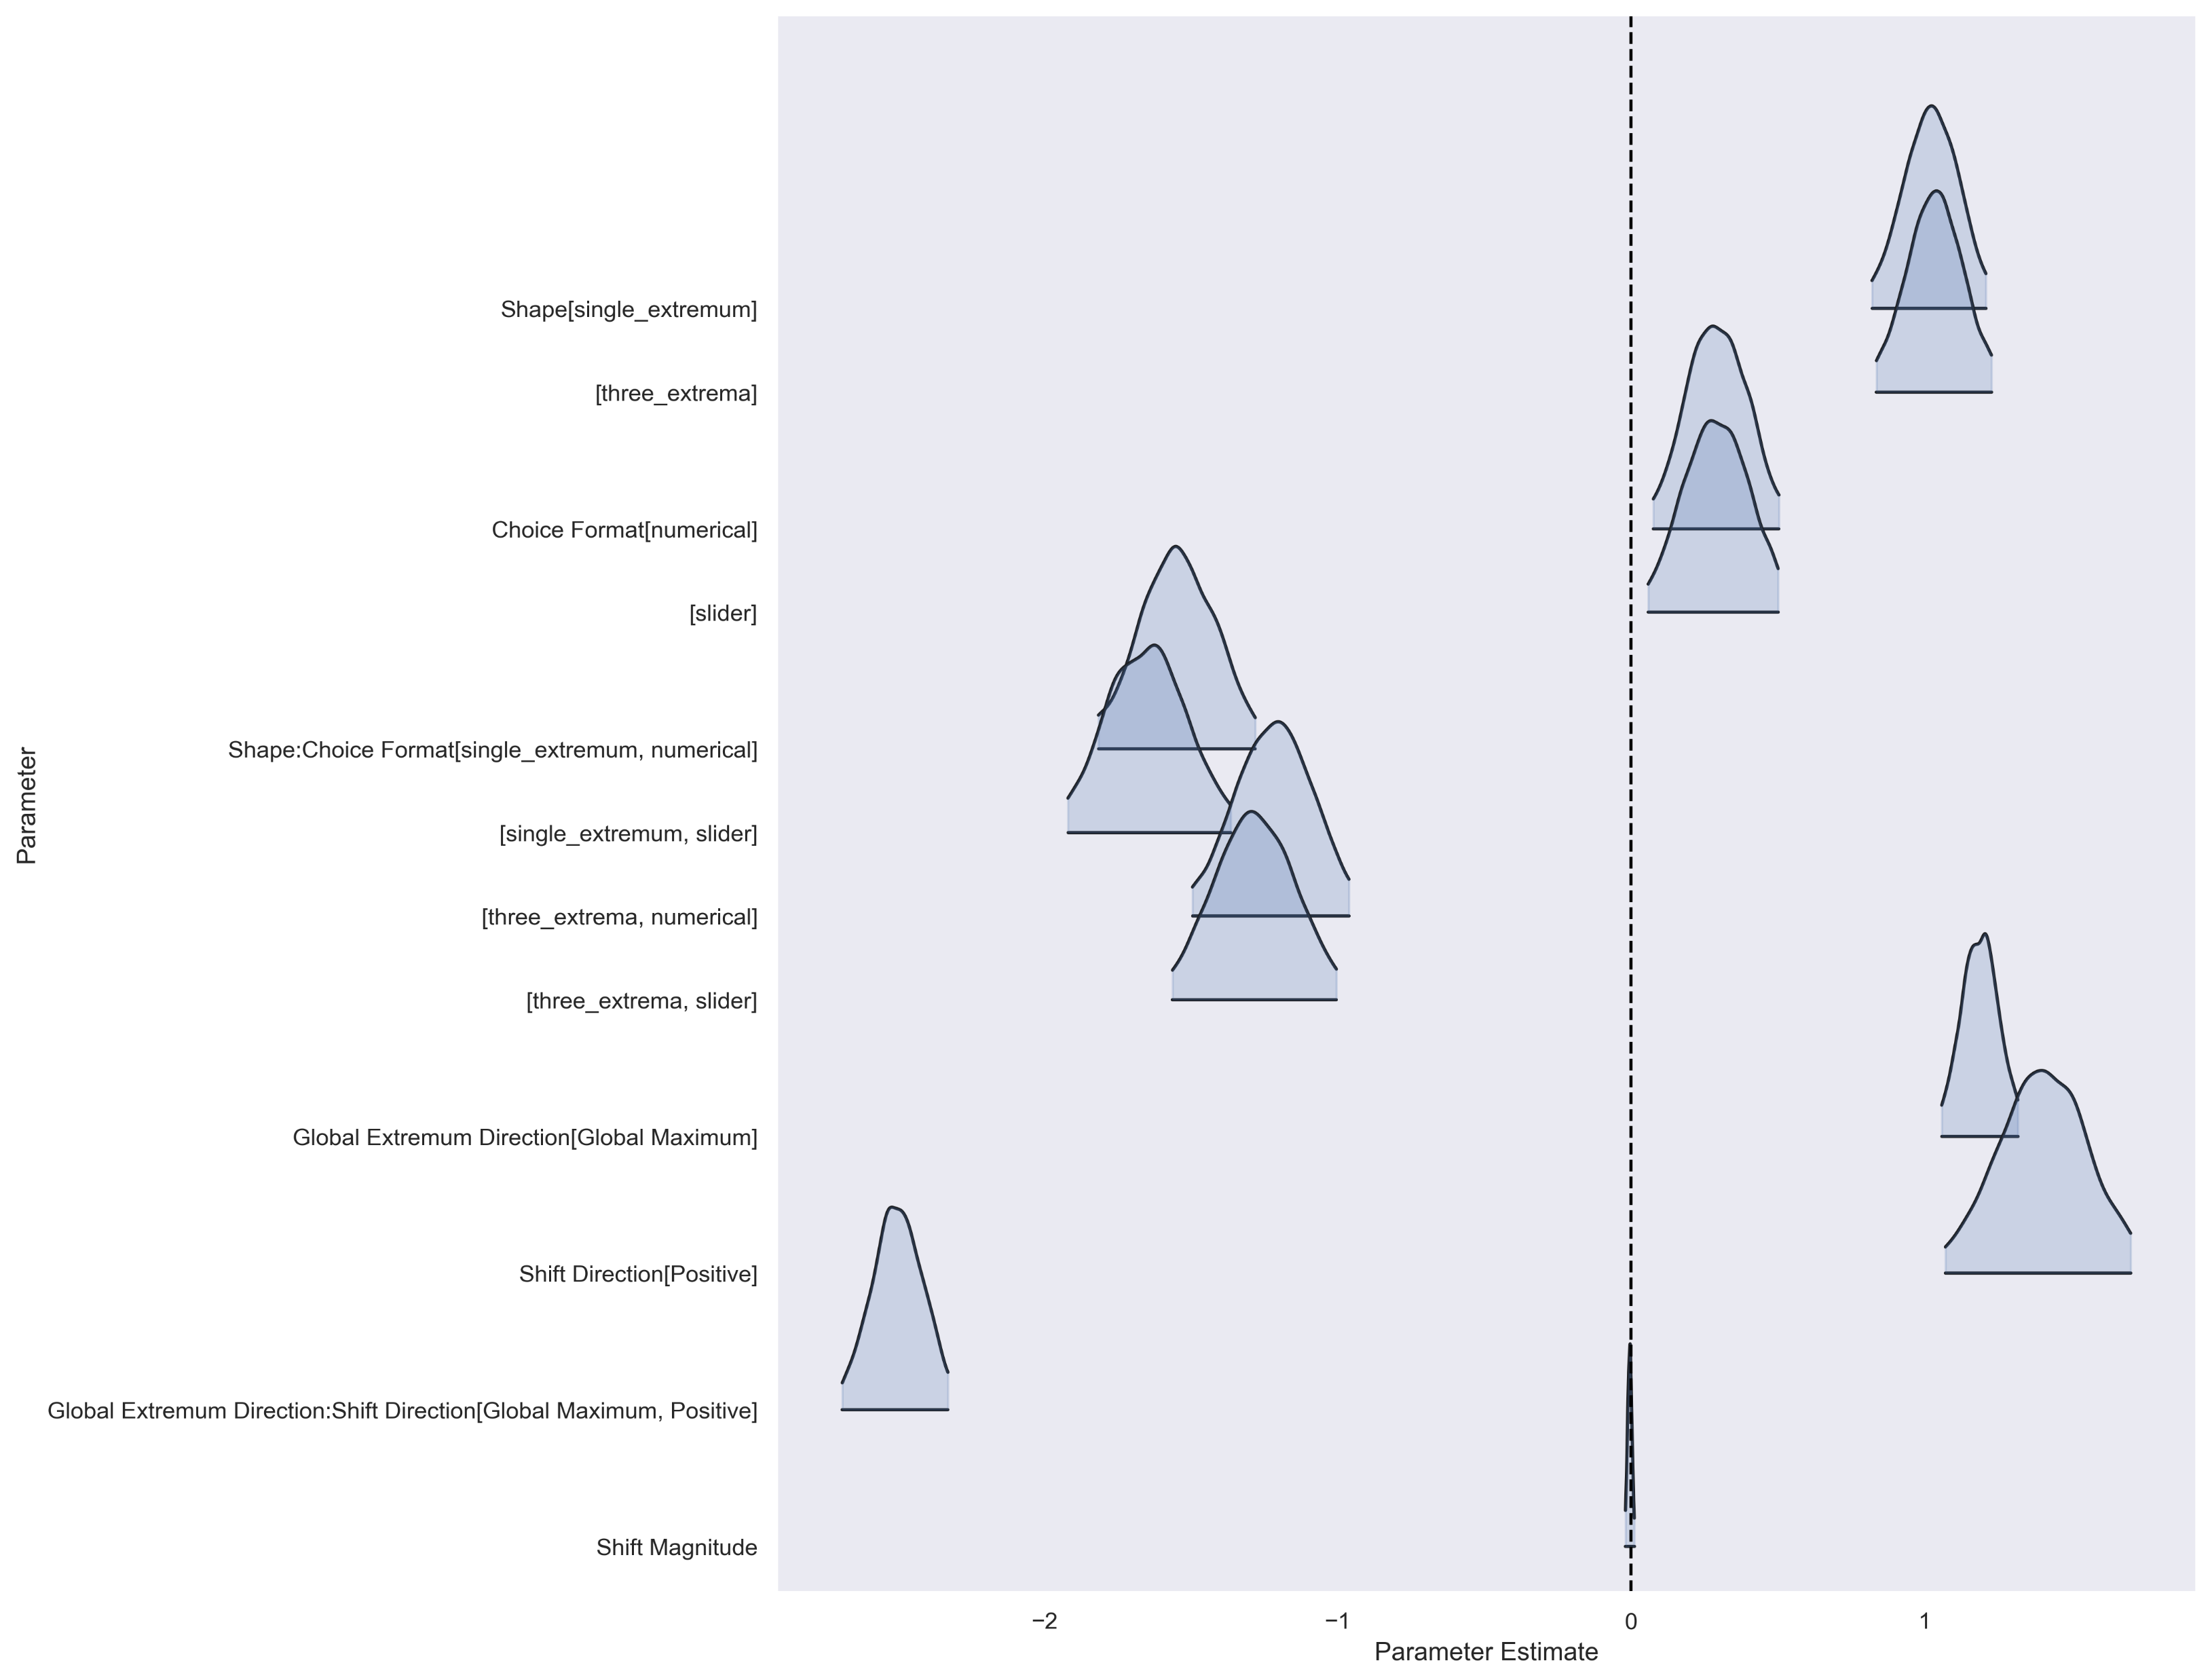 Shape[single_extremum]
[three_extrema]
Choice Format[numerical]
[slider]
Shape:Choice Format[single_extremum, numerical]
[single_extremum, slider]
[three_extrema, numerical]
[three_extrema, slider]
Global Extremum Direction[Global Maximum]
Shift Direction[Positive]
Global Extremum Direction:Shift Direction[Global Maximum, Positive]
Shift Magnitude
Parameter
−2 −1 0 1
Parameter Estimate